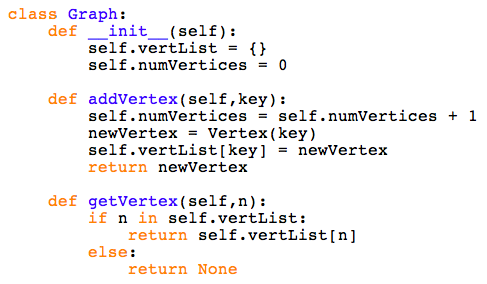 class Graph:
    def __init__(self):
        self.vertList = {}
        self.numVertices = 0

    def addVertex(self,key):
        self.numVertices = self.numVertices + 1
        newVertex = Vertex(key)
        self.vertList[key] = newVertex
        return newVertex

    def getVertex(self,n):
        if n in self.vertList:
            return self.vertList[n]
        else:
            return None